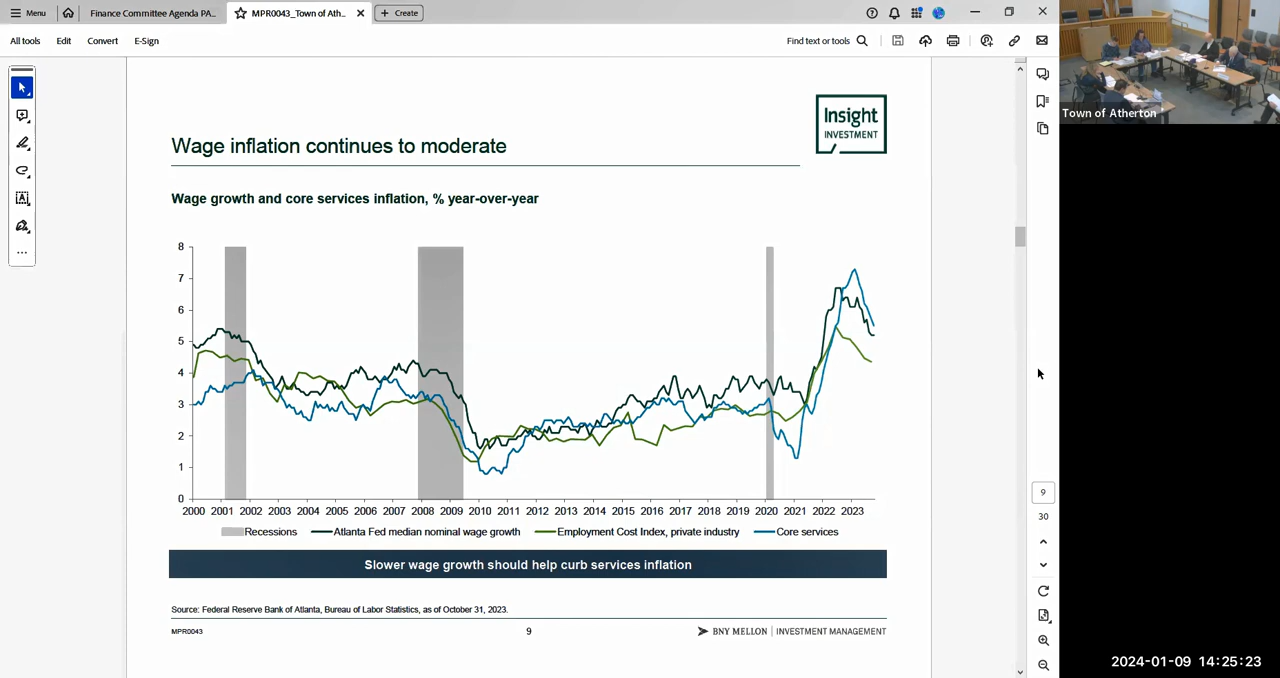 Menu
Finance Committee Agenda PA...
MPR0043_Town of Ath...
Create
All tools
Edit
Convert
E-Sign
Find text or tools
Town of Atherton
Insight
INVESTMENT
Wage inflation continues to moderate
Wage growth and core services inflation, % year-over-year
8
7
6
5
4
3
2
1
0
2000 2001 2002 2003 2004 2005 2006 2007 2008 2009 2010 2011 2012 2013 2014 2015 2016 2017 2018 2019 2020 2021 2022 2023
Recessions Atlanta Fed median nominal wage growth Employment Cost Index, private industry Core services
Slower wage growth should help curb services inflation
Source: Federal Reserve Bank of Atlanta, Bureau of Labor Statistics, as of October 31, 2023.
MPR0043
9
BNY MELLON | INVESTMENT MANAGEMENT
9
30
2024-01-09 14:25:23